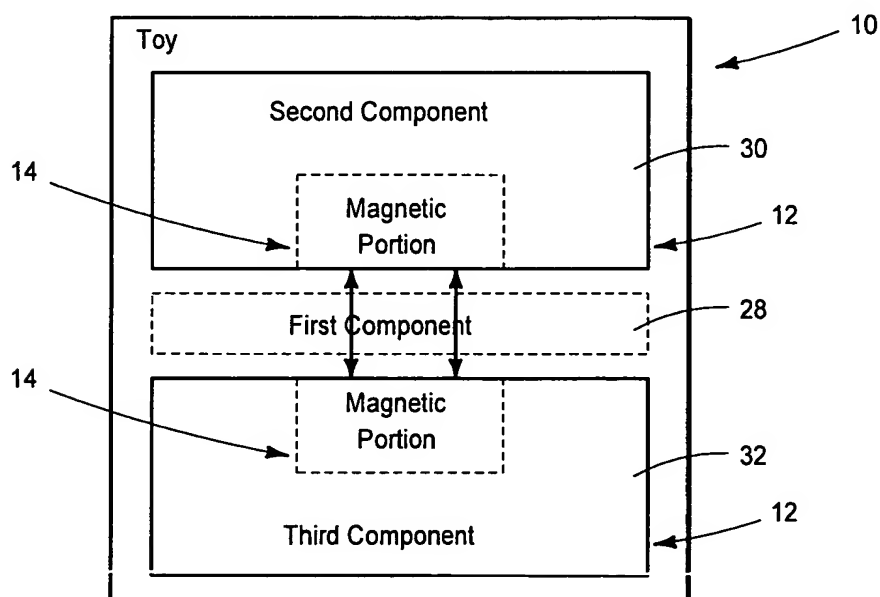 10
Toy
Second Component
30
14
Magnetic
Portion
12
First Component
28
14
Magnetic
Portion
32
12
Third Component